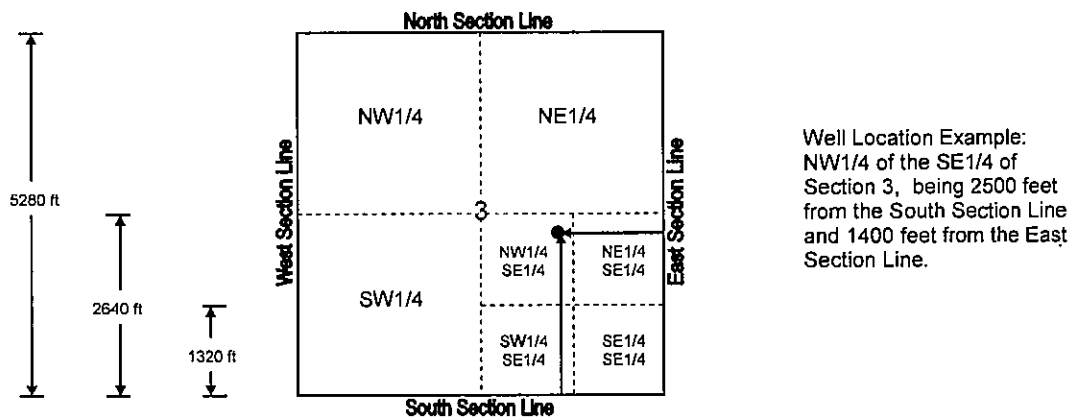 North Section Line
NW1/4
NE1/4
West Section Line
East Section Line
5280 ft
3
NW1/4
SE1/4
NE1/4
SE1/4
2640 ft
SW1/4
1320 ft
SW1/4
SE1/4
SE1/4
SE1/4
South Section Line
Well Location Example:
NW1/4 of the SE1/4 of
Section 3, being 2500 feet
from the South Section Line
and 1400 feet from the East
Section Line.